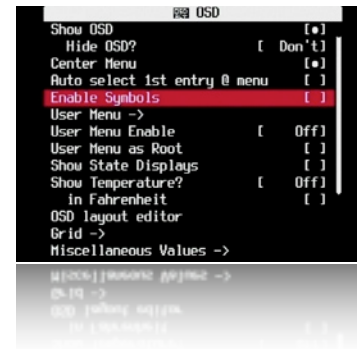 OSD
Show OSD [•]
Hide OSD? [ Don't]
Center Menu [•]
Auto select 1st entry @ menu [ ]
Enable Symbols [ ]
User Menu ->
User Menu Enable [ Off]
User Menu as Root [ ]
Show State Displays [ ]
Show Temperature? [ Off]
in Fahrenheit [ ]
OSD layout editor
Grid ->
Miscellaneous Values ->